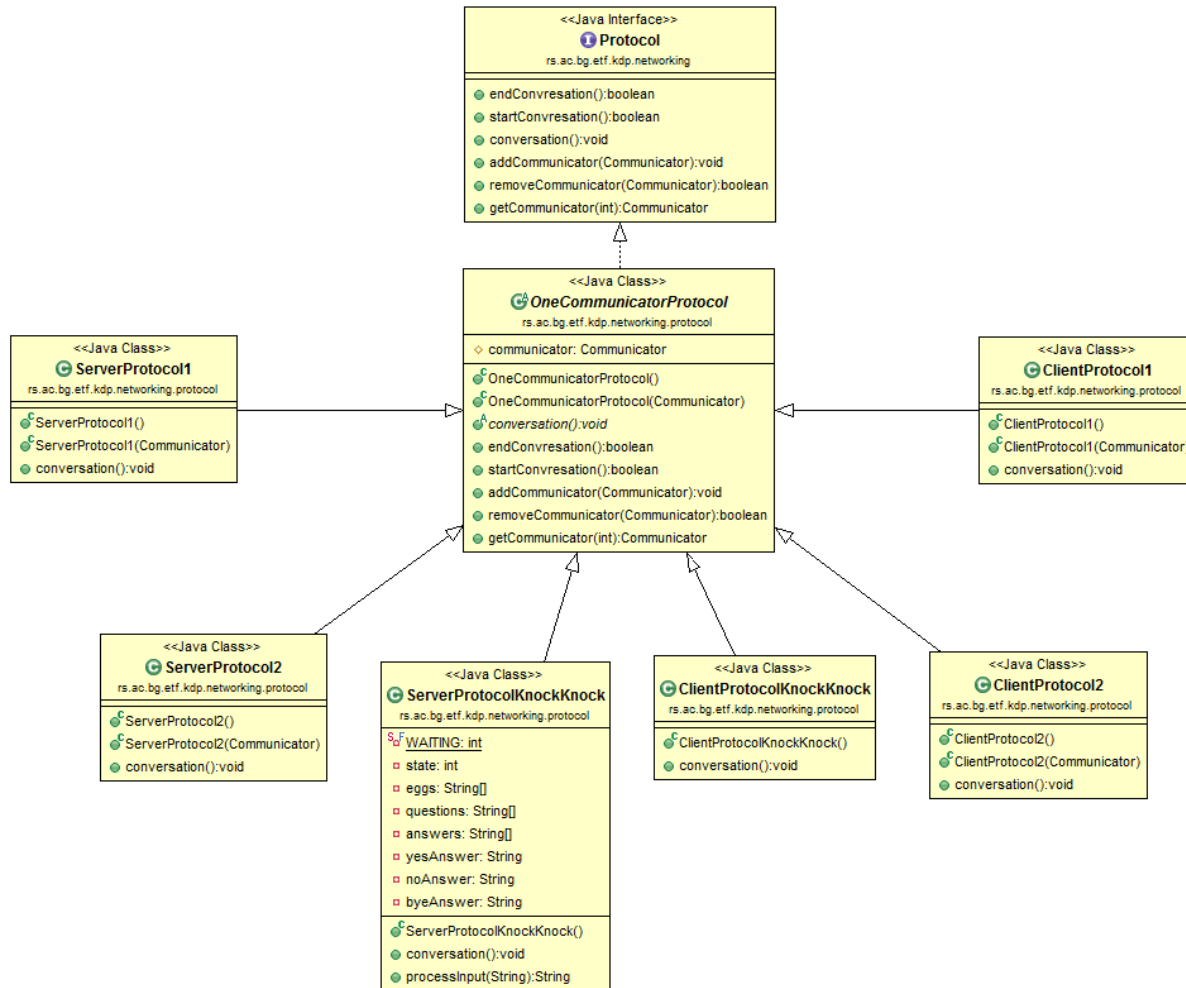 <<Java Interface>>
Protocol
rs.ac.bg.etf.kdp.networking
endConvresation():boolean
startConvresation():boolean
conversation():void
addCommunicator(Communicator):void
removeCommunicator(Communicator):boolean
getCommunicator(int):Communicator
<<Java Class>>
OneCommunicatorProtocol
rs.ac.bg.etf.kdp.networking.protocol
communicator: Communicator
OneCommunicatorProtocol()
OneCommunicatorProtocol(Communicator)
conversation():void
endConvresation():boolean
startConvresation():boolean
addCommunicator(Communicator):void
removeCommunicator(Communicator):boolean
getCommunicator(int):Communicator
<<Java Class>>
ServerProtocol1
rs.ac.bg.etf.kdp.networking.protocol
ServerProtocol1()
ServerProtocol1(Communicator)
conversation():void
<<Java Class>>
ClientProtocol1
rs.ac.bg.etf.kdp.networking.protocol
ClientProtocol1()
ClientProtocol1(Communicator)
conversation():void
<<Java Class>>
ServerProtocol2
rs.ac.bg.etf.kdp.networking.protocol
ServerProtocol2()
ServerProtocol2(Communicator)
conversation():void
<<Java Class>>
ServerProtocolKnockKnock
rs.ac.bg.etf.kdp.networking.protocol
WAITING: int
state: int
eggs: String[]
questions: String[]
answers: String[]
yesAnswer: String
noAnswer: String
byeAnswer: String
ServerProtocolKnockKnock()
conversation():void
processInput(String):String
<<Java Class>>
ClientProtocolKnockKnock
rs.ac.bg.etf.kdp.networking.protocol
ClientProtocolKnockKnock()
conversation():void
<<Java Class>>
ClientProtocol2
rs.ac.bg.etf.kdp.networking.protocol
ClientProtocol2()
ClientProtocol2(Communicator)
conversation():void